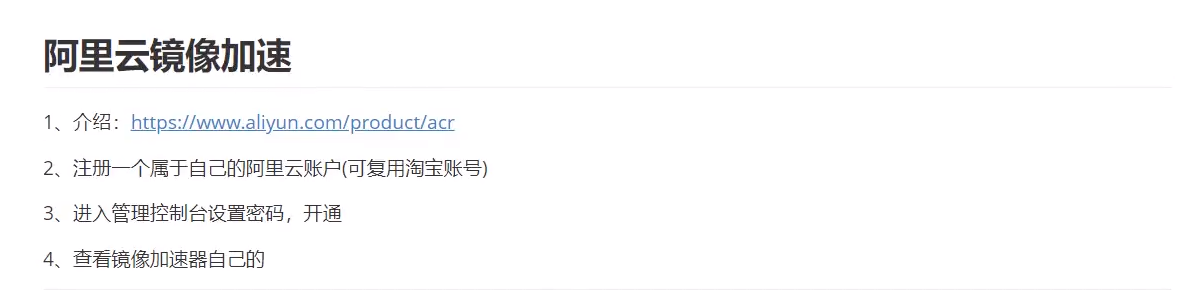 阿里云镜像加速
1、介绍：https://www.aliyun.com/product/acr
2、注册一个属于自己的阿里云账户(可复用淘宝账号)
3、进入管理控制台设置密码，开通
4、查看镜像加速器自己的